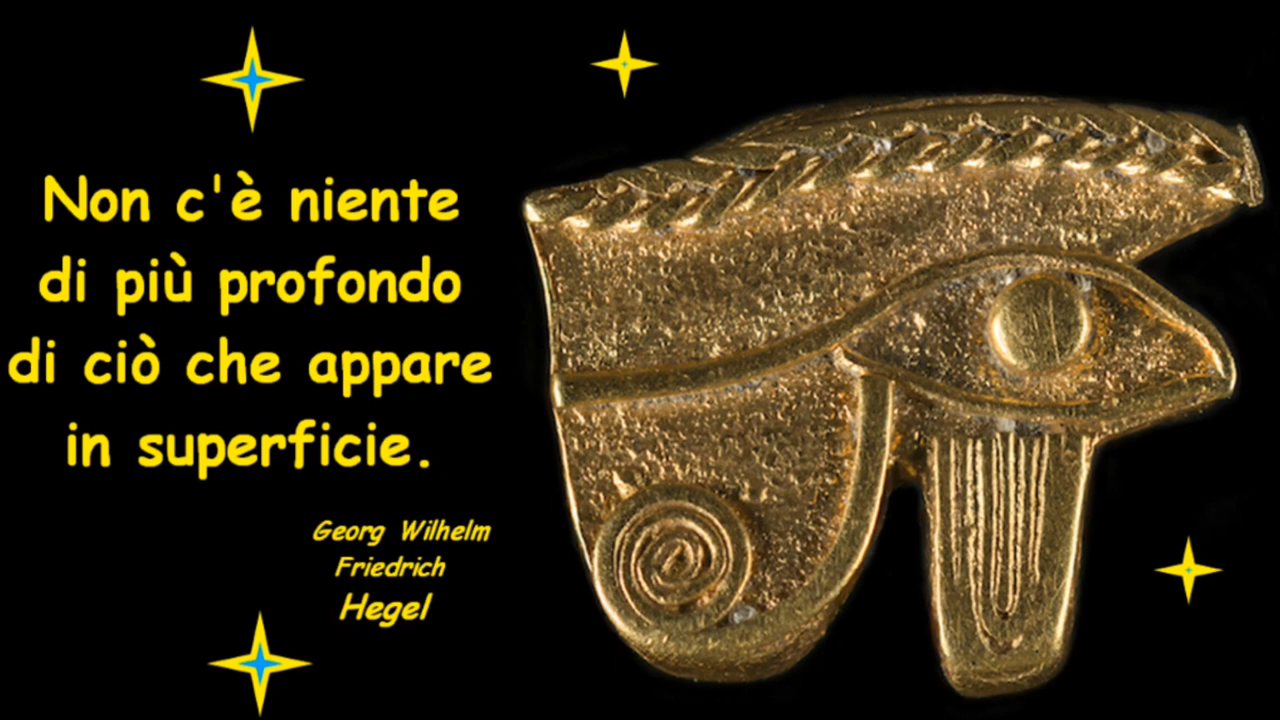 Non c'è niente
di più profondo
di ciò che appare
in superficie.
Georg Wilhelm
Friedrich
Hegel